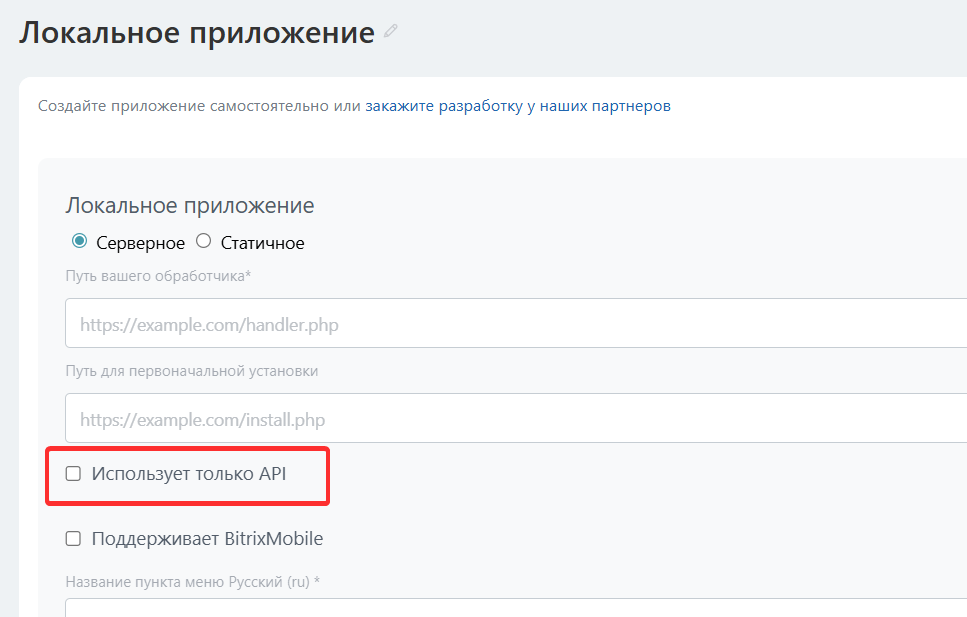 Локальное приложение
Создайте приложение самостоятельно или закажите разработку у наших партнеров
Локальное приложение
Серверное Статичное
Путь вашего обработчика*
https://example.com/handler.php
Путь для первоначальной установки
https://example.com/install.php
Использует только API
Поддерживает BitrixMobile
Название пункта меню Русский (ru) *